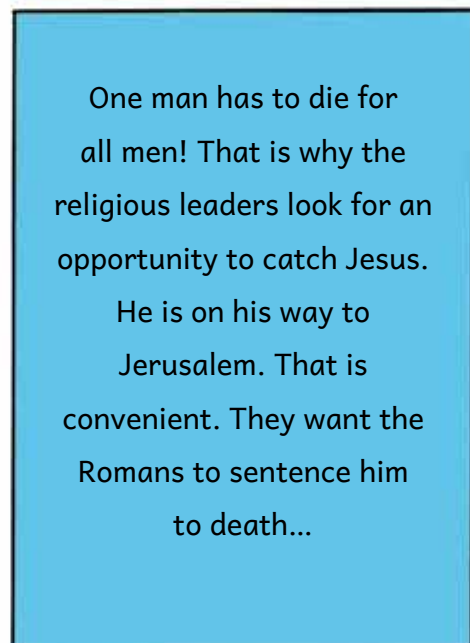 One man has to die for
all men! That is why the
religious leaders look for an
opportunity to catch Jesus.
He is on his way to
Jerusalem. That is
convenient. They want the
Romans to sentence him
to death...